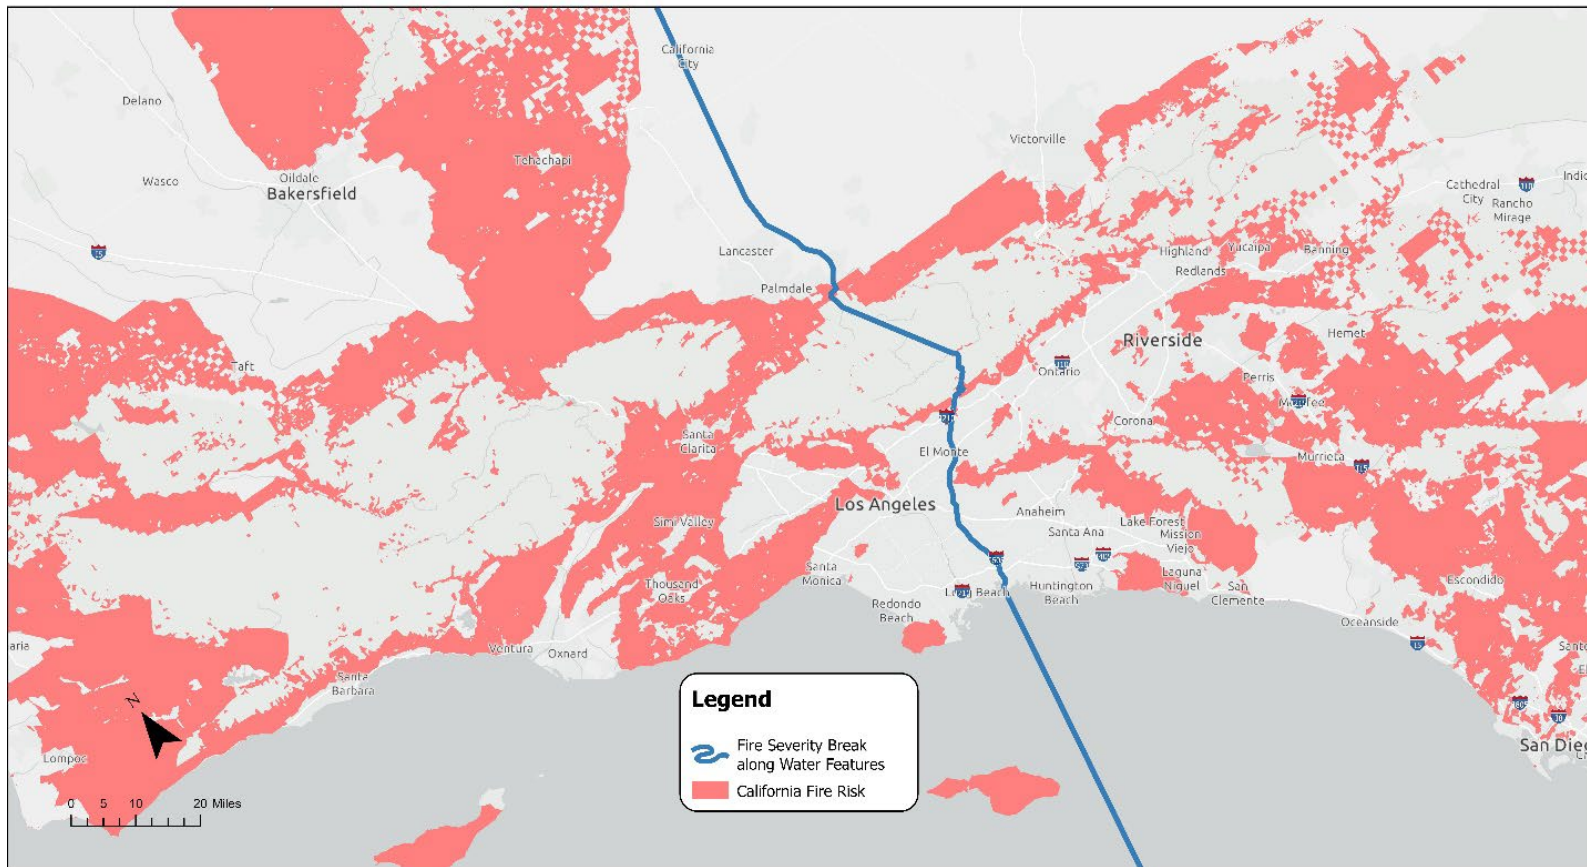 California
City
Delano
Victorville
Tehachapi
Wasco
Oildale
Bakersfield
Cathedral
City
Rancho
Mirage
Lancaster
Highland
Yucaipa
Banning
Redlands
Palmdale
Riverside
Hemet
Taft
Ontario
Perris
Corona
Santa
Clarita
El Monte
Murrieta
Los Angeles
Anaheim
Simi Valley
Santa Ana
Lake Forest
Mission
Viejo
Santa
Monica
Thousand
Oaks
Redondo
Beach
Huntington
Beach
Laguna
Niguel
San
Clemente
Escondido
Oceanside
Ventura
Oxnard
Santa
Barbara
N
Lompoc
San Die
0 5 10 20 Miles
Legend
Fire Severity Break
along Water Features
California Fire Risk